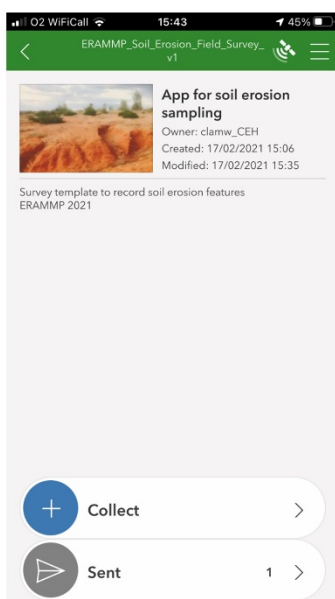 O2 WiFiCall 15:43 45%
ERAMMP_Soil_Erosion_Field_Survey_
v1
App for soil erosion
sampling
Owner: clamw_CEH
Created: 17/02/2021 15:06
Modified: 17/02/2021 15:35
Survey template to record soil erosion features
ERAMMP 2021
Collect
Sent 1